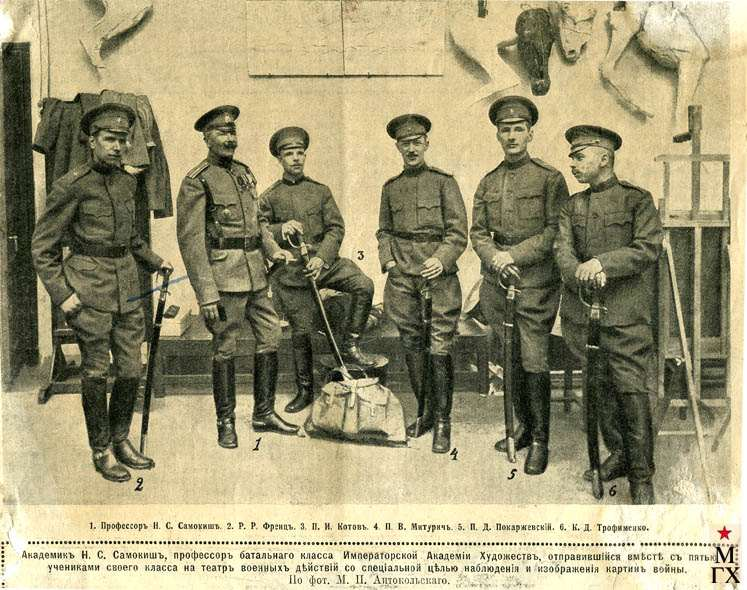 3
1
2
4
5
6
1. Профессоръ Н. С. Самокишъ. 2. Р. Р. Френцъ. 3. П. И. Котовъ. 4. П. В. Митуричъ. 5. П. Д. Покаржевскій. 6. К. Д. Трофименко.
Академикъ Н. С. Самокишъ, профессоръ батальнаго класса Императорской Академіи Художествъ, отправившійся вмѣстѣ съ пятью
учениками своего класса на театръ военныхъ дѣйствій со спеціальной цѣлью наблюденія и изображенія картинъ войны.
По фот. М. П. Антокольскаго.
М
ГХ